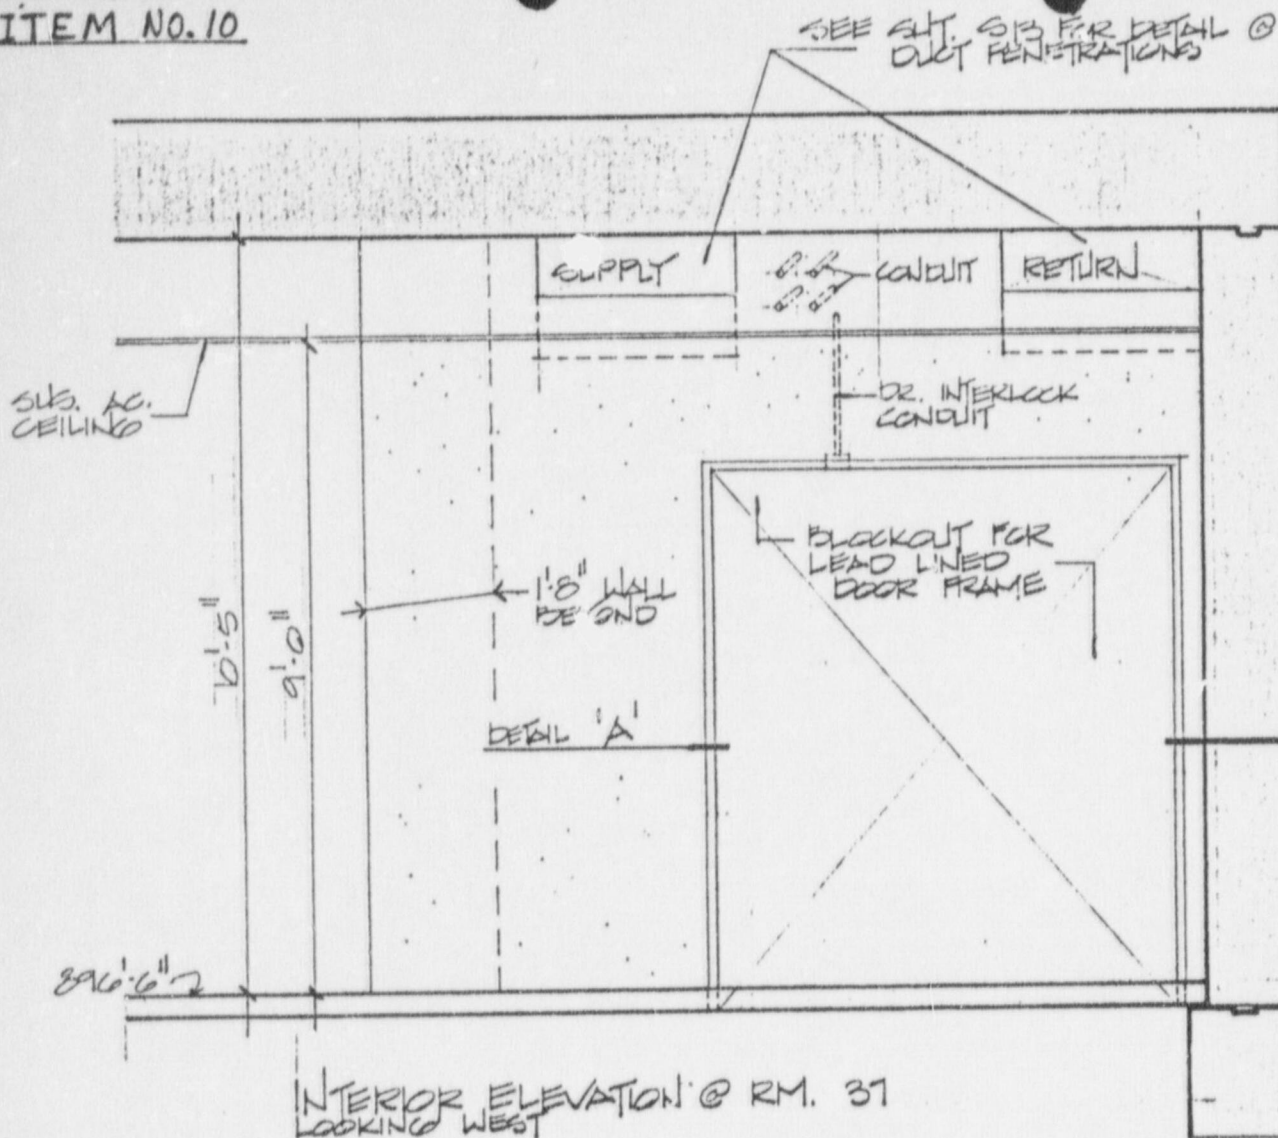 ITEM NO. 10
SEE SHT. S13 FOR DETAIL @
DUCT PENETRATIONS
SUPPLY
CONDUIT
RETURN
SUS. AC.
CEILING
DR. INTERLOCK
CONDUIT
BLOCKOUT FOR
LEAD LINED
DOOR FRAME
1'-8" WALL
BEYOND
10'-5"
9'-0"
DETAIL 'A'
896'-6"
INTERIOR ELEVATION @ RM. 37
LOOKING WEST